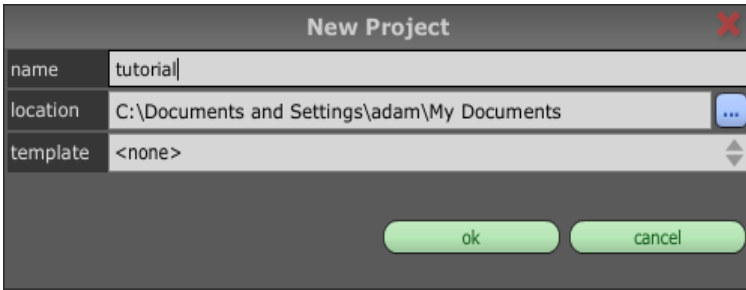 New Project
name tutorial
location C:\Documents and Settings\adam\My Documents ...
template <none>
ok cancel